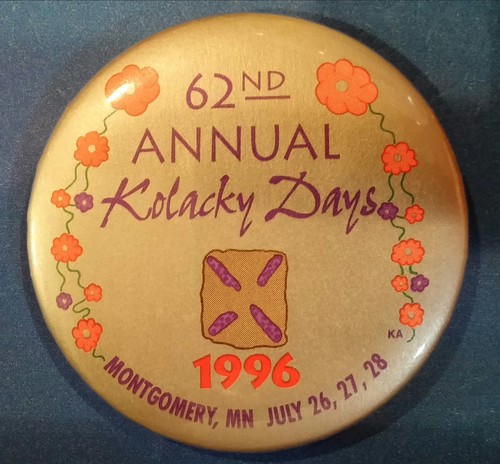 62ND
ANNUAL
Kolacky Days
1996
KA
MONTGOMERY, MN JULY 26, 27, 28